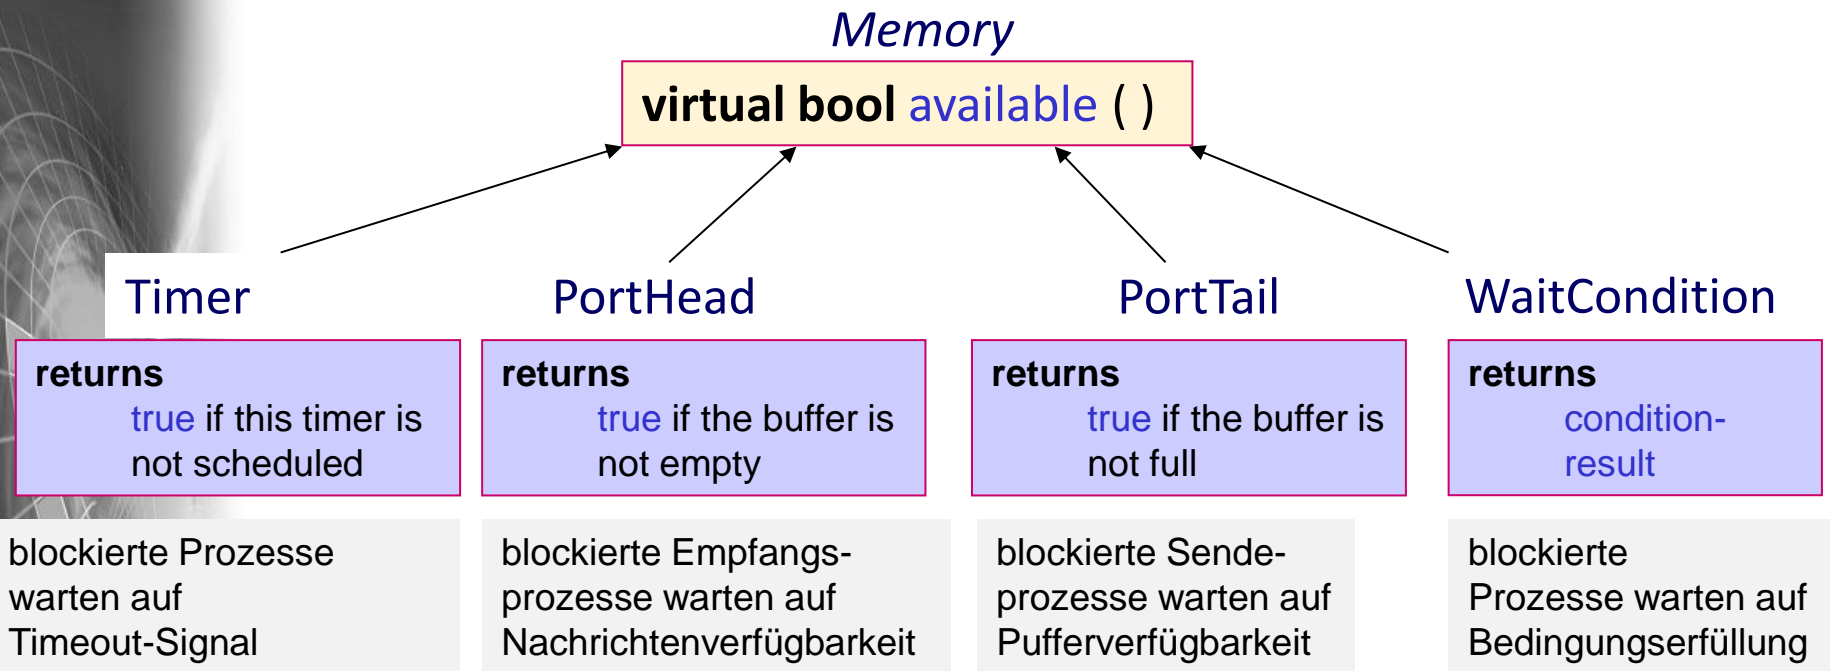 Memory
virtual bool available ( )
Timer
returns
true if this timer is
not scheduled
blockierte Prozesse
warten auf
Timeout-Signal
PortHead
returns
true if the buffer is
not empty
blockierte Empfangs-
prozesse warten auf
Nachrichtenverfügbarkeit
PortTail
returns
true if the buffer is
not full
blockierte Sende-
prozesse warten auf
Pufferverfügbarkeit
WaitCondition
returns
condition-
result
blockierte
Prozesse warten auf
Bedingungserfüllung